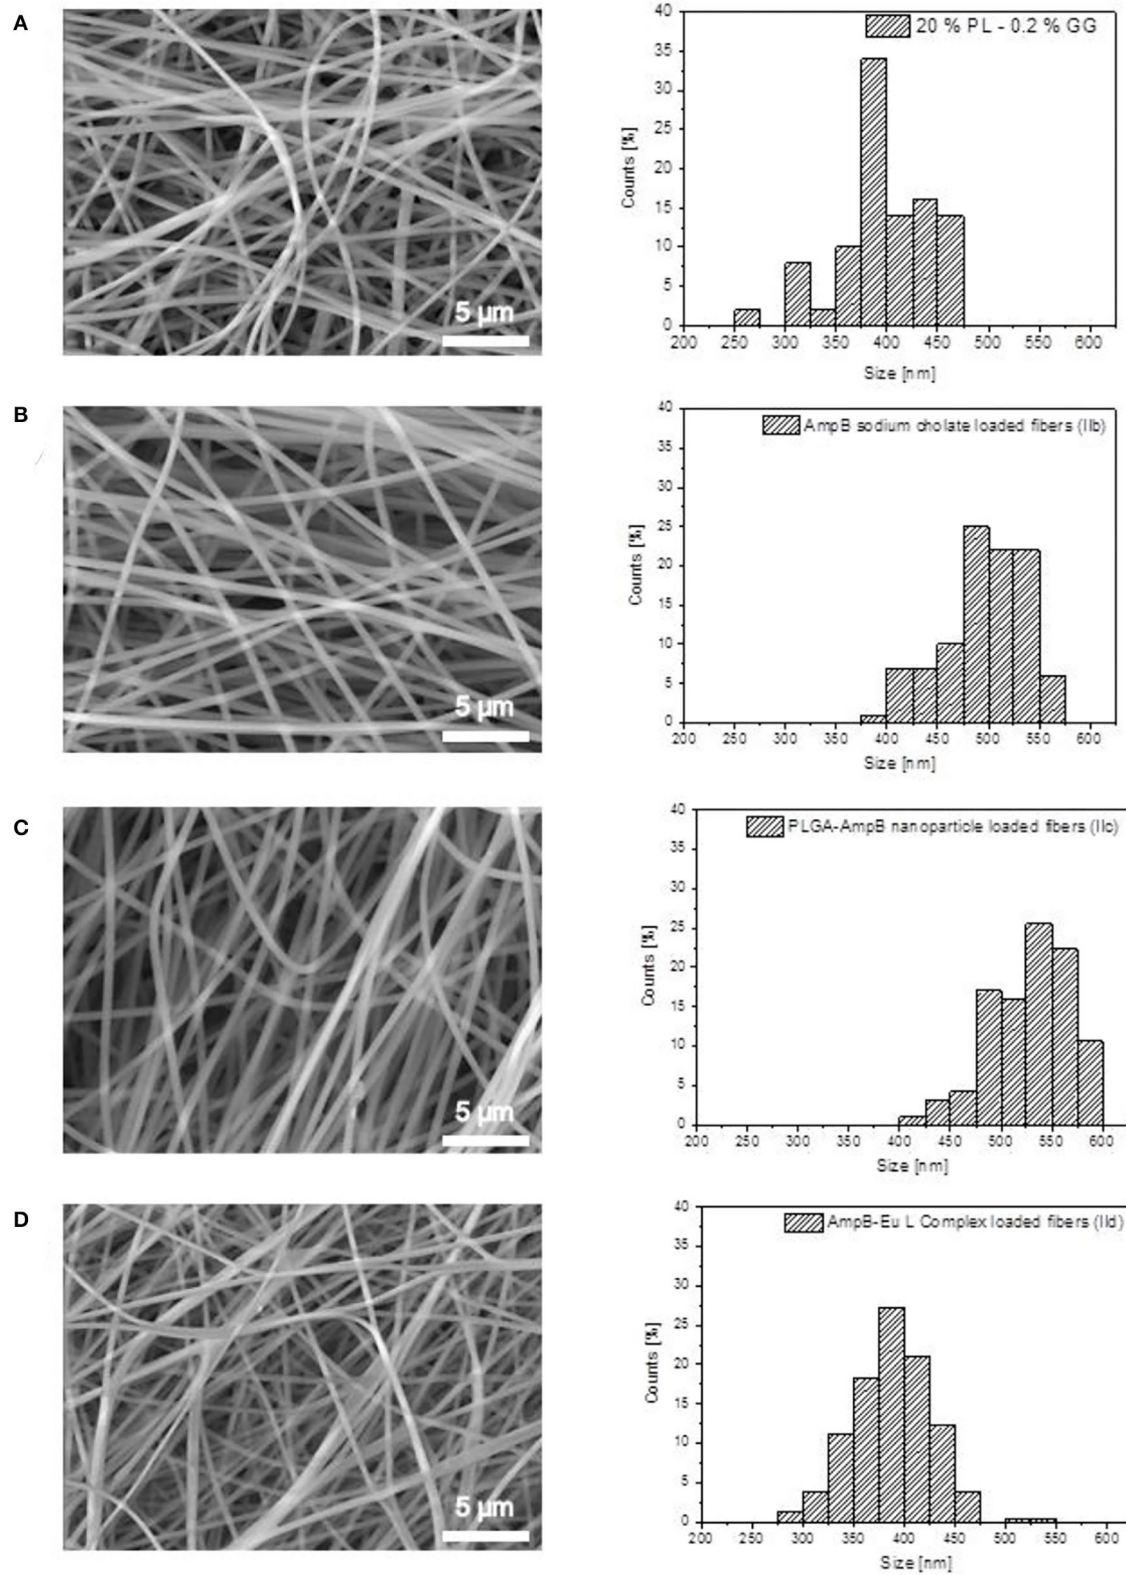 A
5 µm
20 % PL - 0.2 % GG
Counts [%]
40
35
30
25
20
15
10
5
0
200 250 300 350 400 450 500 550 600
Size [nm]
B
5 µm
AmpB sodium cholate loaded fibers (IIb)
Counts [%]
40
35
30
25
20
15
10
5
0
200 250 300 350 400 450 500 550 600
Size [nm]
C
5 µm
PLGA-AmpB nanoparticle loaded fibers (IIc)
Counts [%]
40
35
30
25
20
15
10
5
0
200 250 300 350 400 450 500 550 600
Size [nm]
D
5 µm
AmpB-Eu L Complex loaded fibers (IId)
Counts [%]
40
35
30
25
20
15
10
5
0
200 250 300 350 400 450 500 550 600
Size [nm]